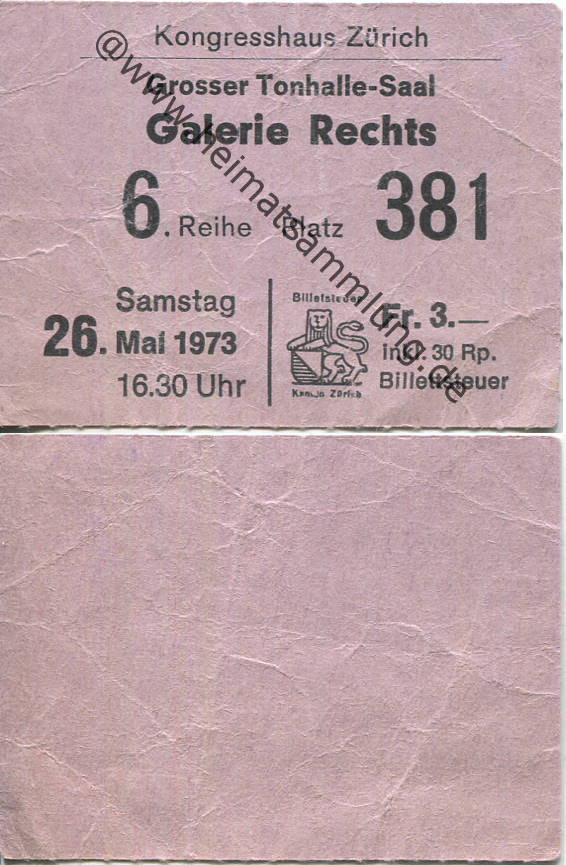 Kongresshaus Zürich
Grosser Tonhalle-Saal
Galerie Rechts
6. Reihe Platz 381
Samstag
26. Mai 1973
16.30 Uhr
Billetsteuer
Kanton Zürich
Fr. 3.—
inkl. 30 Rp.
Billettsteuer
@www.heimatsammlung.de